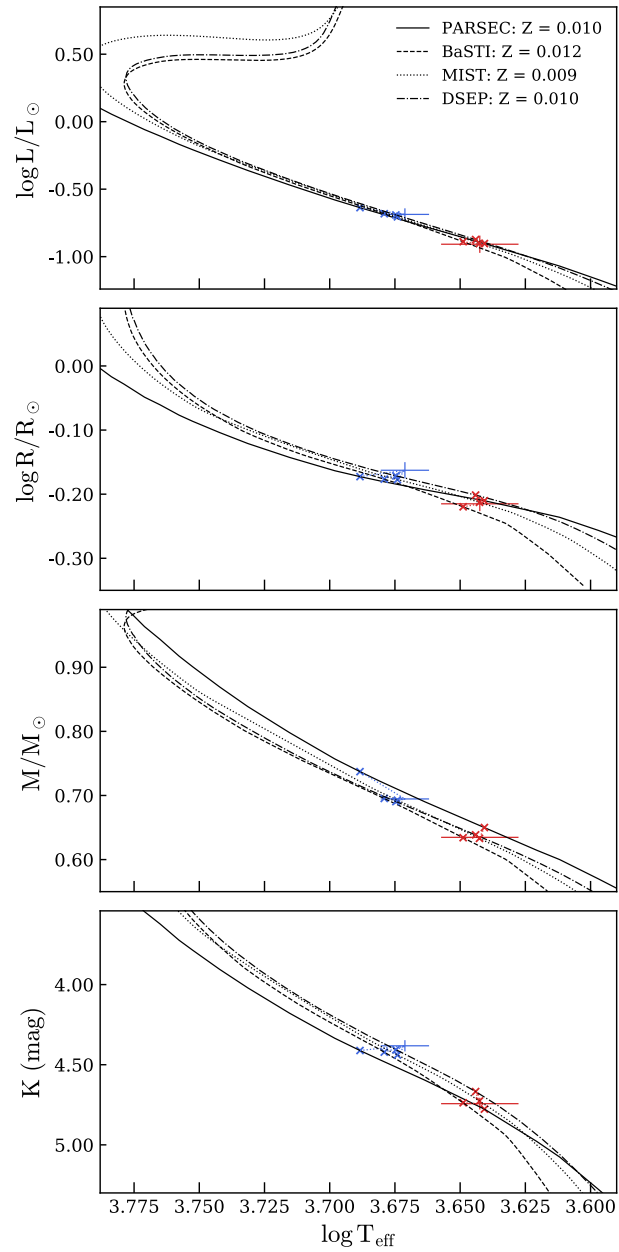 PARSEC: Z = 0.010
BaSTI: Z = 0.012
MIST: Z = 0.009
DSEP: Z = 0.010
log L/L⊙
0.50
0.00
-0.50
-1.00
log R/R⊙
0.00
-0.10
-0.20
-0.30
M/M⊙
0.90
0.80
0.70
0.60
K (mag)
4.00
4.50
5.00
3.775 3.750 3.725 3.700 3.675 3.650 3.625 3.600
log T_eff